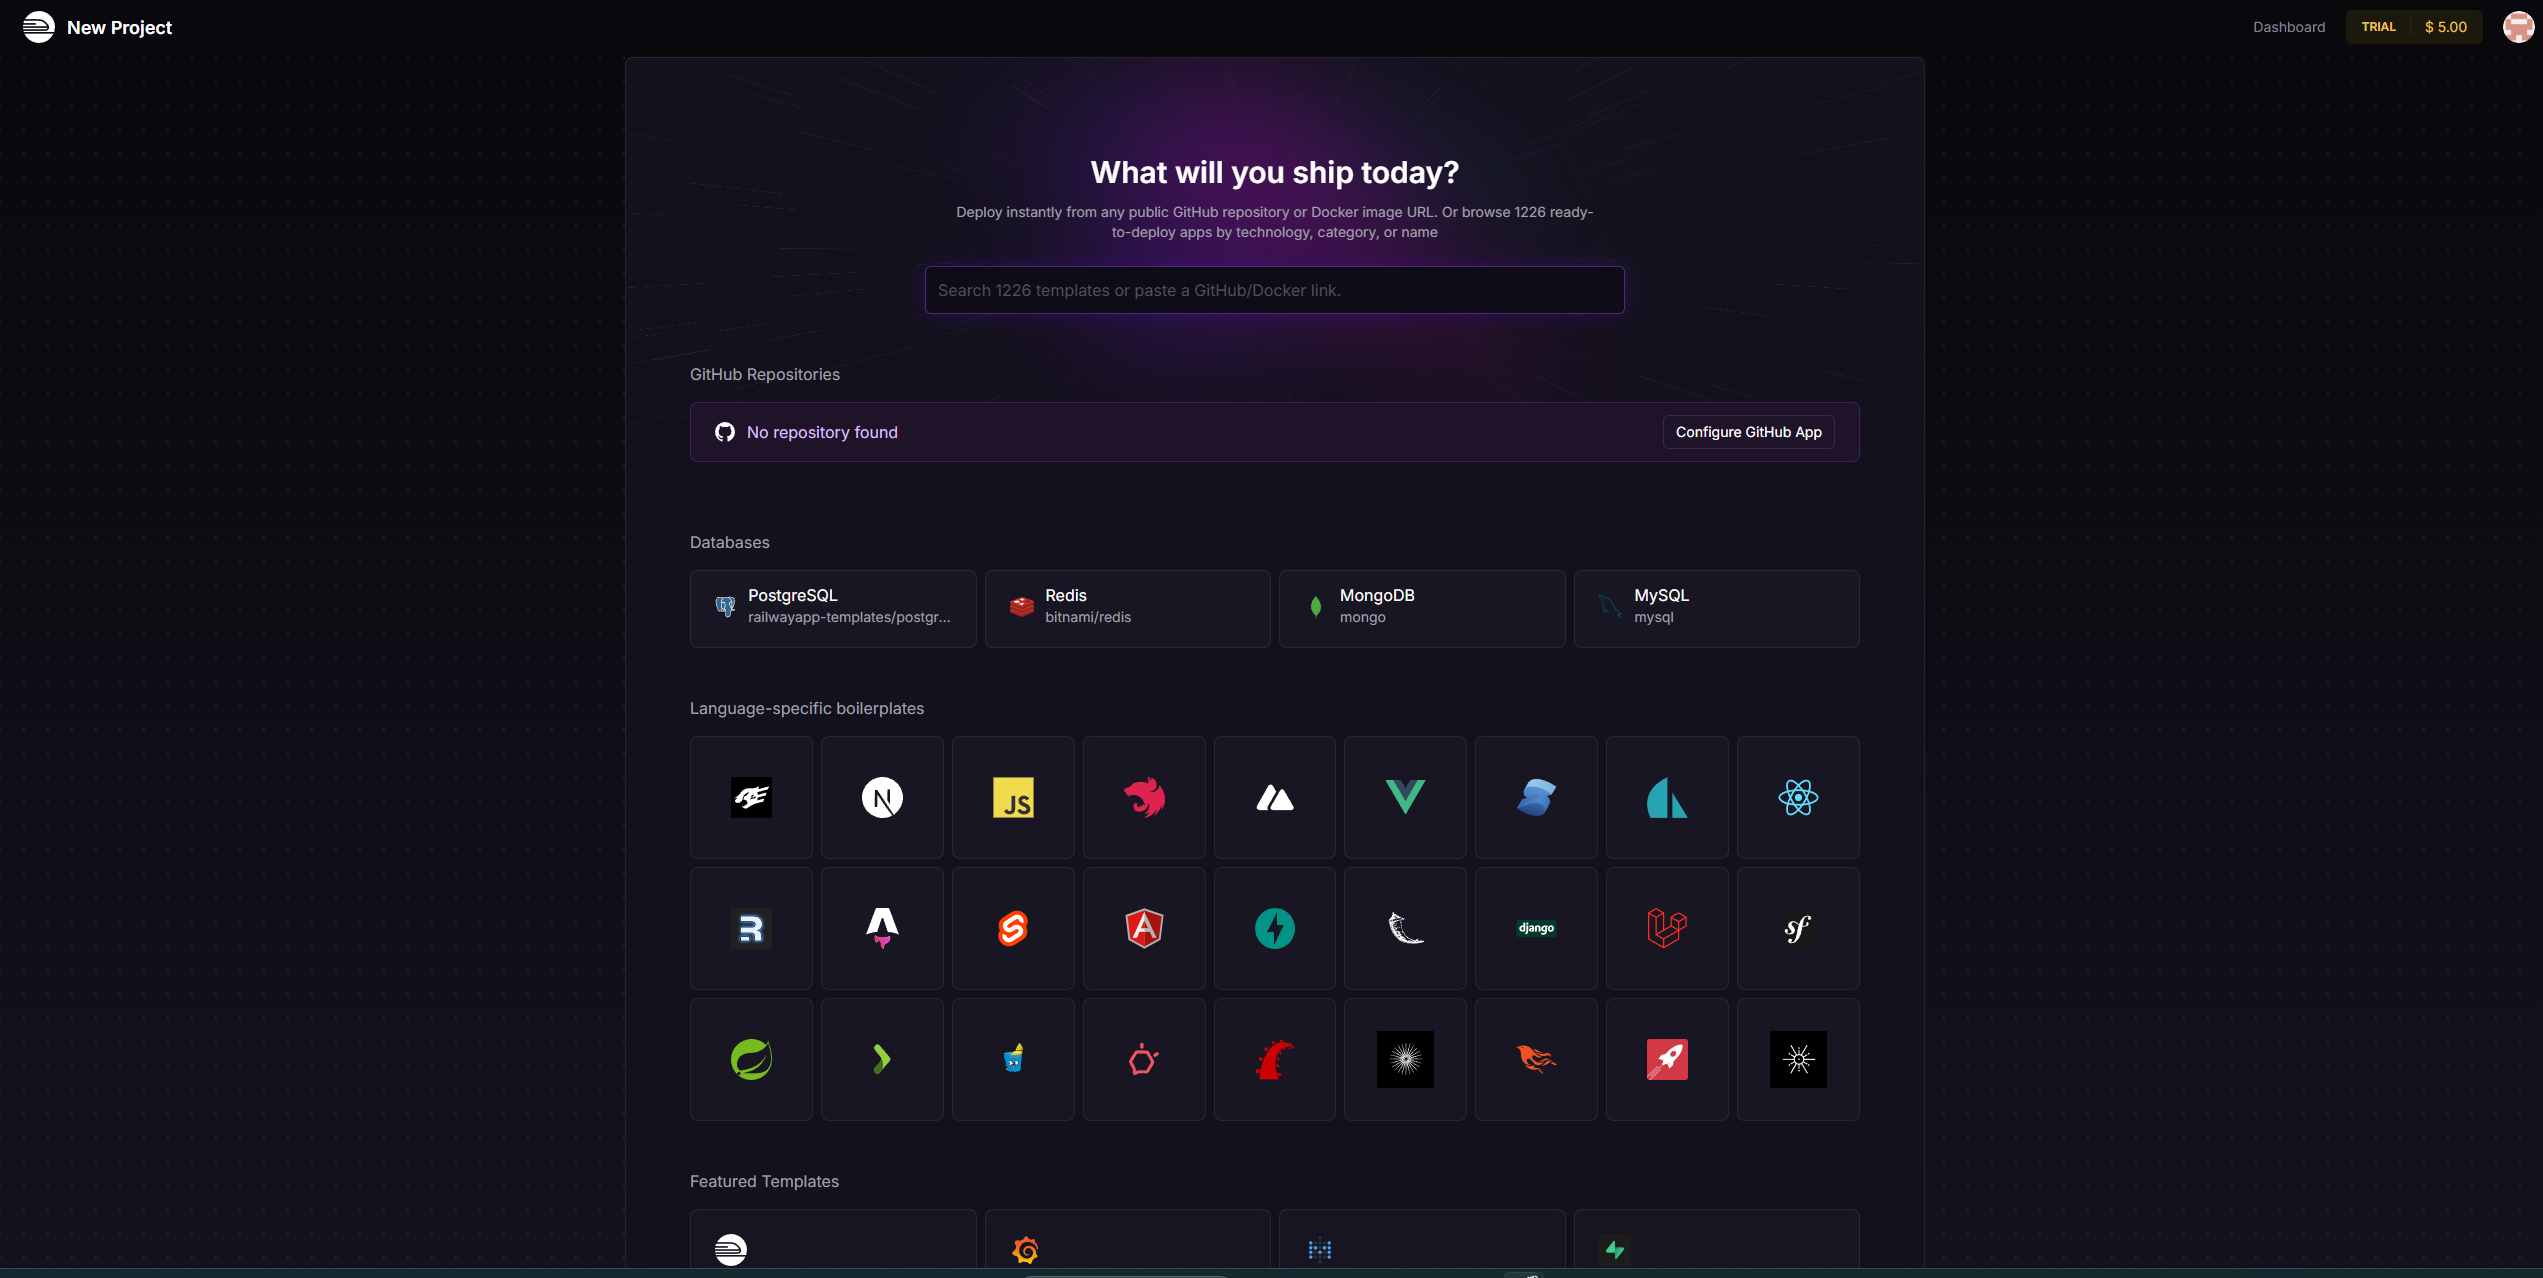 New Project
Dashboard
TRIAL
$ 5.00
What will you ship today?
Deploy instantly from any public GitHub repository or Docker image URL. Or browse 1226 ready-
to-deploy apps by technology, category, or name
Search 1226 templates or paste a GitHub/Docker link.
GitHub Repositories
No repository found
Configure GitHub App
Databases
PostgreSQL
railwayapp-templates/postgr...
Redis
bitnami/redis
MongoDB
mongo
MySQL
mysql
Language-specific boilerplates
N
JS
R
A
django
sf
Featured Templates